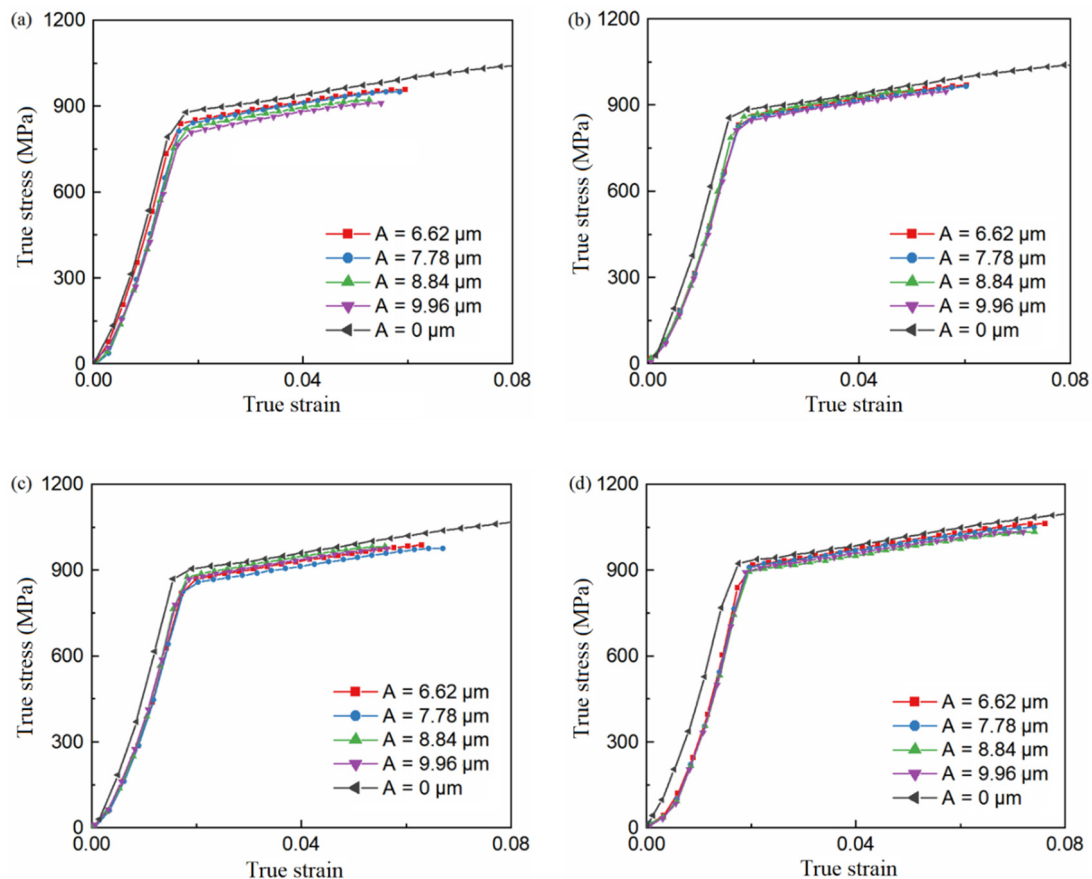 (a)
1200
900
600
300
0
True stress (MPa)
A = 6.62 μm
A = 7.78 μm
A = 8.84 μm
A = 9.96 μm
A = 0 μm
0.00
0.04
0.08
True strain
(b)
1200
900
600
300
0
True stress (MPa)
A = 6.62 μm
A = 7.78 μm
A = 8.84 μm
A = 9.96 μm
A = 0 μm
0.00
0.04
0.08
True strain
(c)
1200
900
600
300
0
True stress (MPa)
A = 6.62 μm
A = 7.78 μm
A = 8.84 μm
A = 9.96 μm
A = 0 μm
0.00
0.04
0.08
True strain
(d)
1200
900
600
300
0
True stress (MPa)
A = 6.62 μm
A = 7.78 μm
A = 8.84 μm
A = 9.96 μm
A = 0 μm
0.00
0.04
0.08
True strain